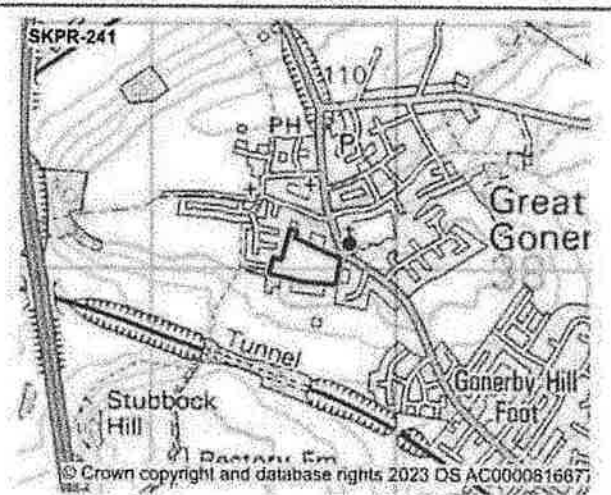 SKPR-241
110
PH
P
Great
Goner
Tunnel
Gonerby Hill
Foot
Stubbock
Hill
© Crown copyright and database rights 2023 OS